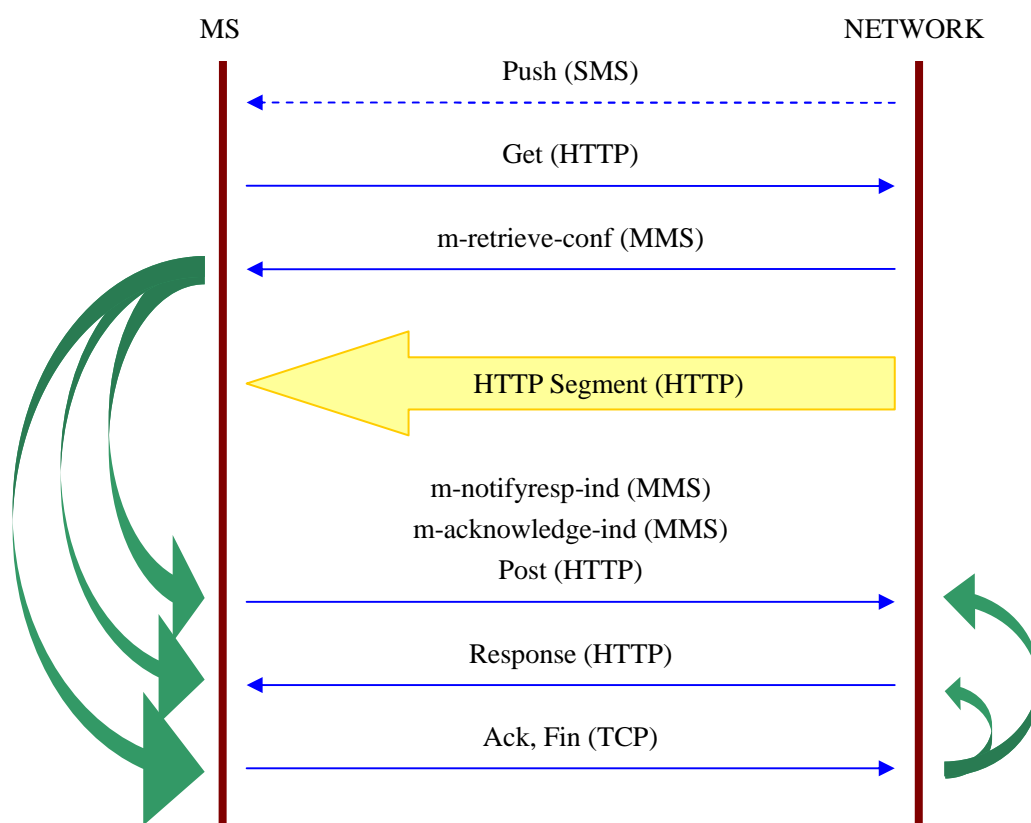 MS
NETWORK
Push (SMS)
Get (HTTP)
m-retrieve-conf (MMS)
HTTP Segment (HTTP)
m-notifyresp-ind (MMS)
m-acknowledge-ind (MMS)
Post (HTTP)
Response (HTTP)
Ack, Fin (TCP)